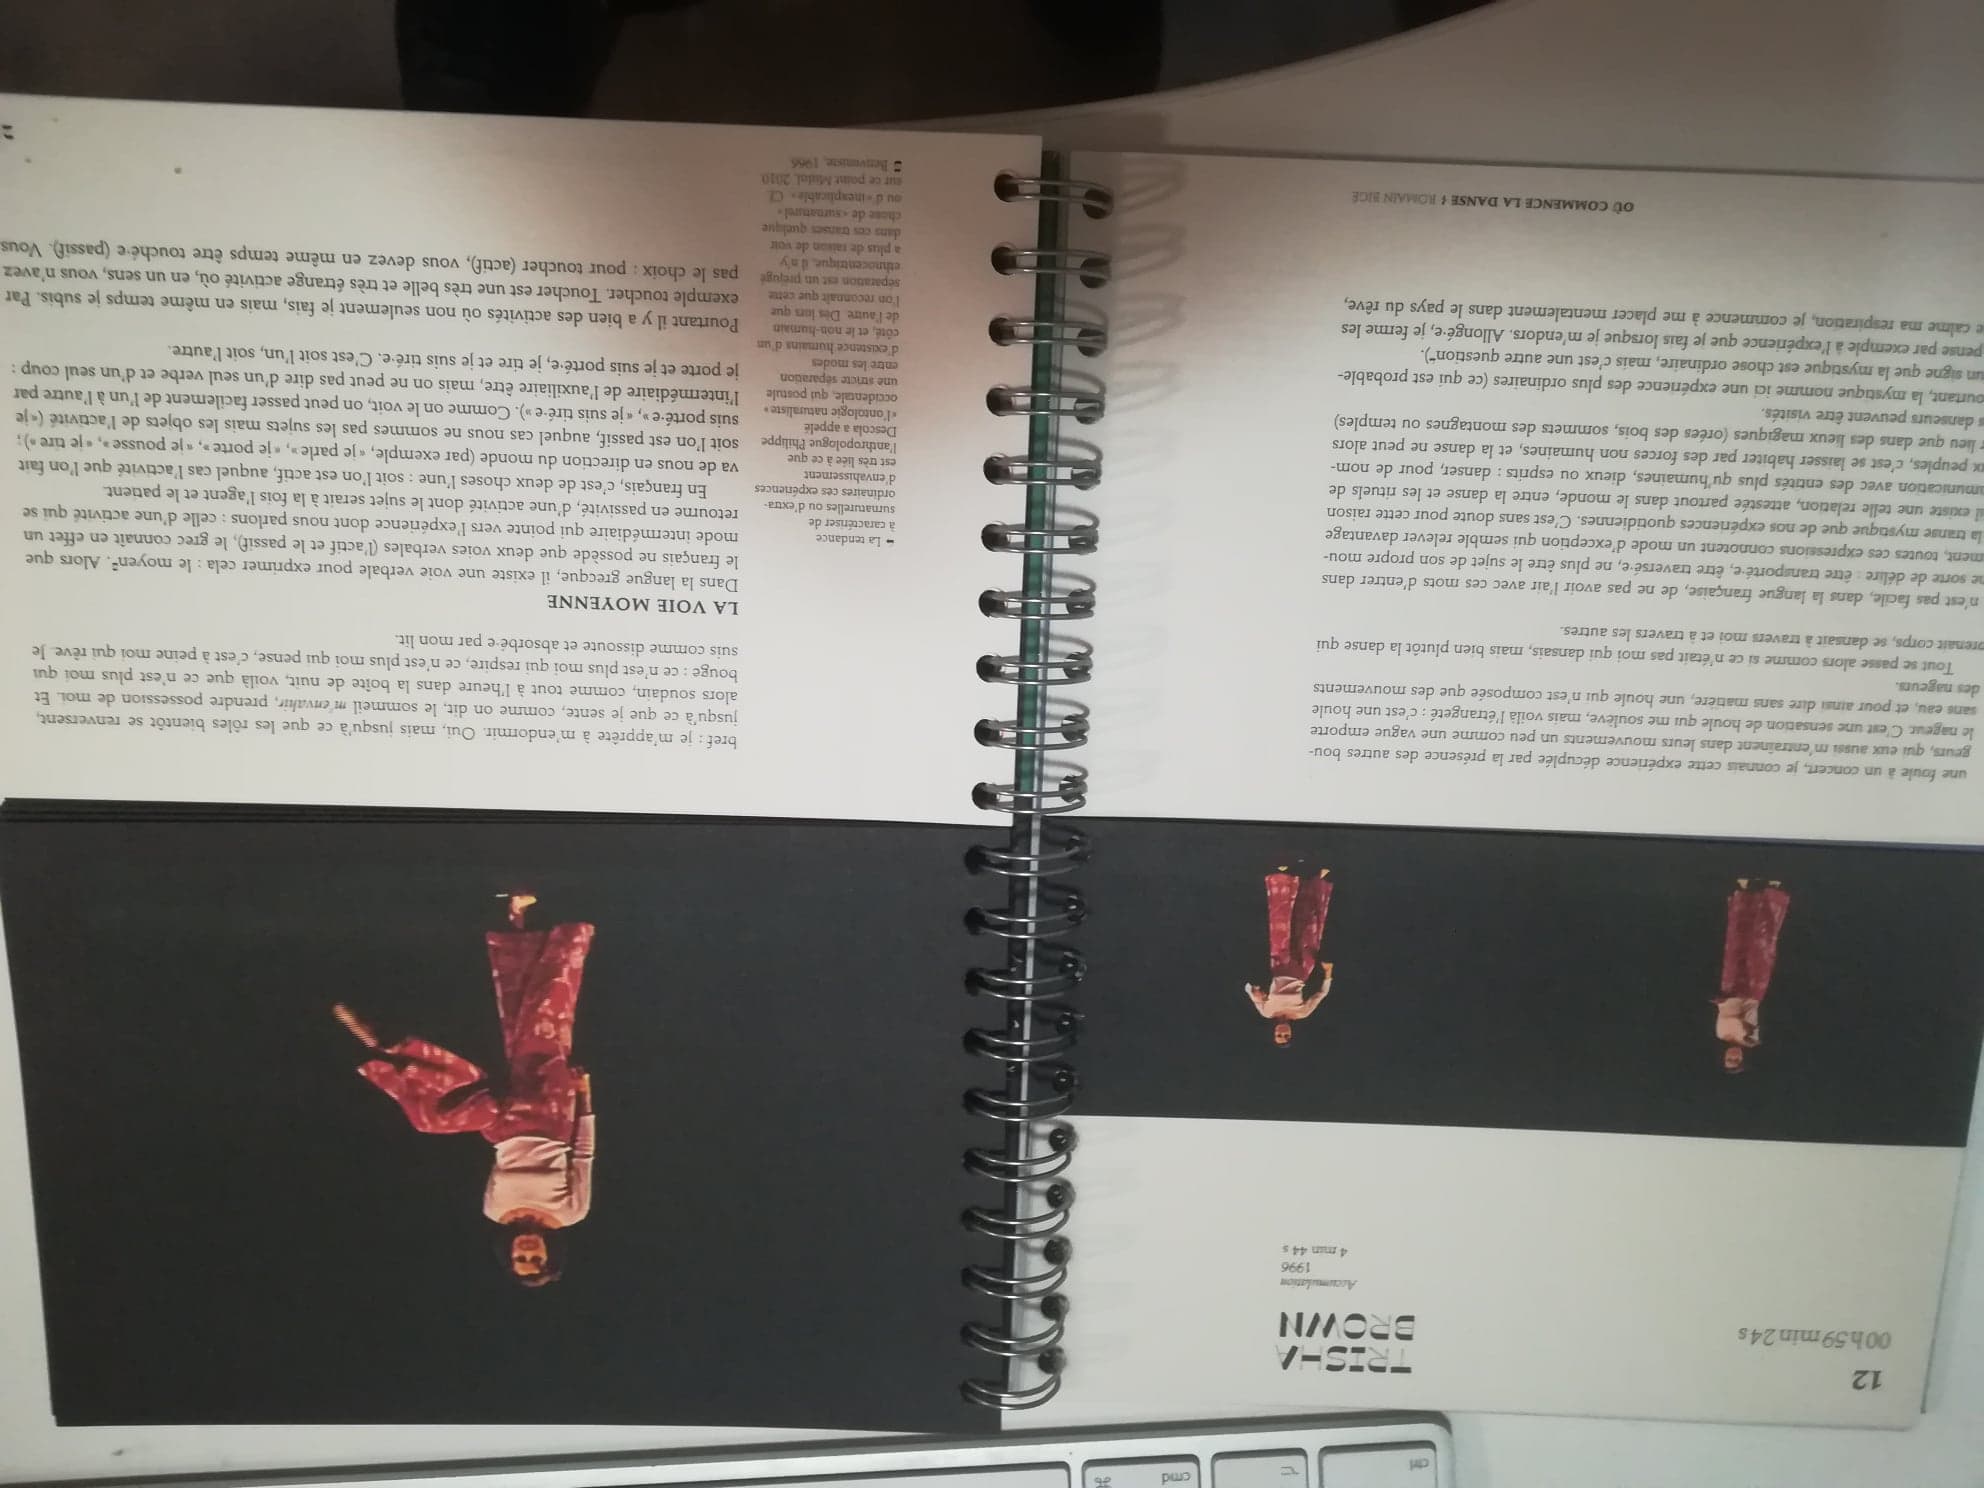 12
00h59min24s
TRISHA
BROWN
Accumulation
1996
4 min 44 s
une foule à un concert, je connais cette expérience décuplée par la présence des autres bou-
geurs, qui eux aussi m'entraînent dans leurs mouvements un peu comme une vague emporte
le nageur. C'est une sensation de houle qui me soulève, mais voilà l'étrangeté : c'est une houle
sans eau, et pour ainsi dire sans matière, une houle qui n'est composée que des mouvements
des nageurs.
Tout se passe alors comme si ce n'était pas moi qui dansais, mais bien plutôt la danse qui
prenait corps, se dansait à travers moi et à travers les autres.
n'est pas facile, dans la langue française, de ne pas avoir l'air avec ces mots d'entrer dans
sorte de délire : être transporté·e, être traversé·e, ne plus être le sujet de son propre mou-
toutes ces expressions connotent un mode d'exception qui semble relever davantage
la transe mystique que de nos expériences quotidiennes. C'est sans doute pour cette raison
il existe une telle relation, attestée partout dans le monde, entre la danse et les rituels de
avec des entités plus qu'humaines, dieux ou esprits : danser, pour de nom-
peuples, c'est se laisser habiter par des forces non humaines, et la danse ne peut alors
lieu que dans des lieux magiques (orées des bois, sommets des montagnes ou temples)
danseurs peuvent être visités.
la mystique nomme ici une expérience des plus ordinaires (ce qui est probable-
un signe que la mystique est chose ordinaire, mais c'est une autre question➥).
pense par exemple à l'expérience que je fais lorsque je m'endors. Allongé·e, je ferme les
calme ma respiration, je commence à me placer mentalement dans le pays du rêve,
OÙ COMMENCE LA DANSE ROMAIN BIGÉ
bref : je m'apprête à m'endormir. Oui, mais jusqu'à ce que les rôles bientôt se renversent,
jusqu'à ce que je sente, comme on dit, le sommeil m'envahir, prendre possession de moi. Et
alors soudain, comme tout à l'heure dans la boîte de nuit, voilà que ce n'est plus moi qui
bouge : ce n'est plus moi qui respire, ce n'est plus moi qui pense, c'est à peine moi qui rêve. Je
suis comme dissoute et absorbé·e par mon lit.
LA VOIE MOYENNE
Dans la langue grecque, il existe une voie verbale pour exprimer cela : le moyen. Alors que
le français ne possède que deux voies verbales (l'actif et le passif), le grec connaît en effet un
mode intermédiaire qui pointe vers l'expérience dont nous parlons : celle d'une activité qui se
retourne en passivité, d'une activité dont le sujet serait à la fois l'agent et le patient.
En français, c'est de deux choses l'une : soit l'on est actif, auquel cas l'activité que l'on fait
va de nous en direction du monde (par exemple, « je parle », « je porte », « je pousse », « je tire ») ;
soit l'on est passif, auquel cas nous ne sommes pas les sujets mais les objets de l'activité (« je
suis porté·e », « je suis tiré·e »). Comme on le voit, on peut passer facilement de l'un à l'autre par
l'intermédiaire de l'auxiliaire être, mais on ne peut pas dire d'un seul verbe et d'un seul coup :
je porte et je suis porté·e, je tire et je suis tiré·e. C'est soit l'un, soit l'autre.
Pourtant il y a bien des activités où non seulement je fais, mais en même temps je subis. Par
exemple toucher. Toucher est une très belle et très étrange activité où, en un sens, vous n'avez
pas le choix : pour toucher (actif), vous devez en même temps être touché·e (passif). Vous
➥ La tendance
à caractériser de
surnaturelles ou d'extra-
ordinaires ces expériences
d'envahissement
est très liée à ce que
l'anthropologue Philippe
Descola a appelé
« l'ontologie naturaliste »
occidentale, qui postule
une stricte séparation
entre les modes
d'existence humains d'un
côté, et le non-humain
de l'autre. Dès lors que
l'on reconnaît que cette
séparation est un préjugé
ethnocentrique, il n'y
a plus de raison de voir
dans ces transes quelque
chose de « surnaturel »
ou d'« inexplicable ». Cf.
sur ce point Midol, 2010
Benveniste, 1966
ctrl
⌥
cmd ⌘